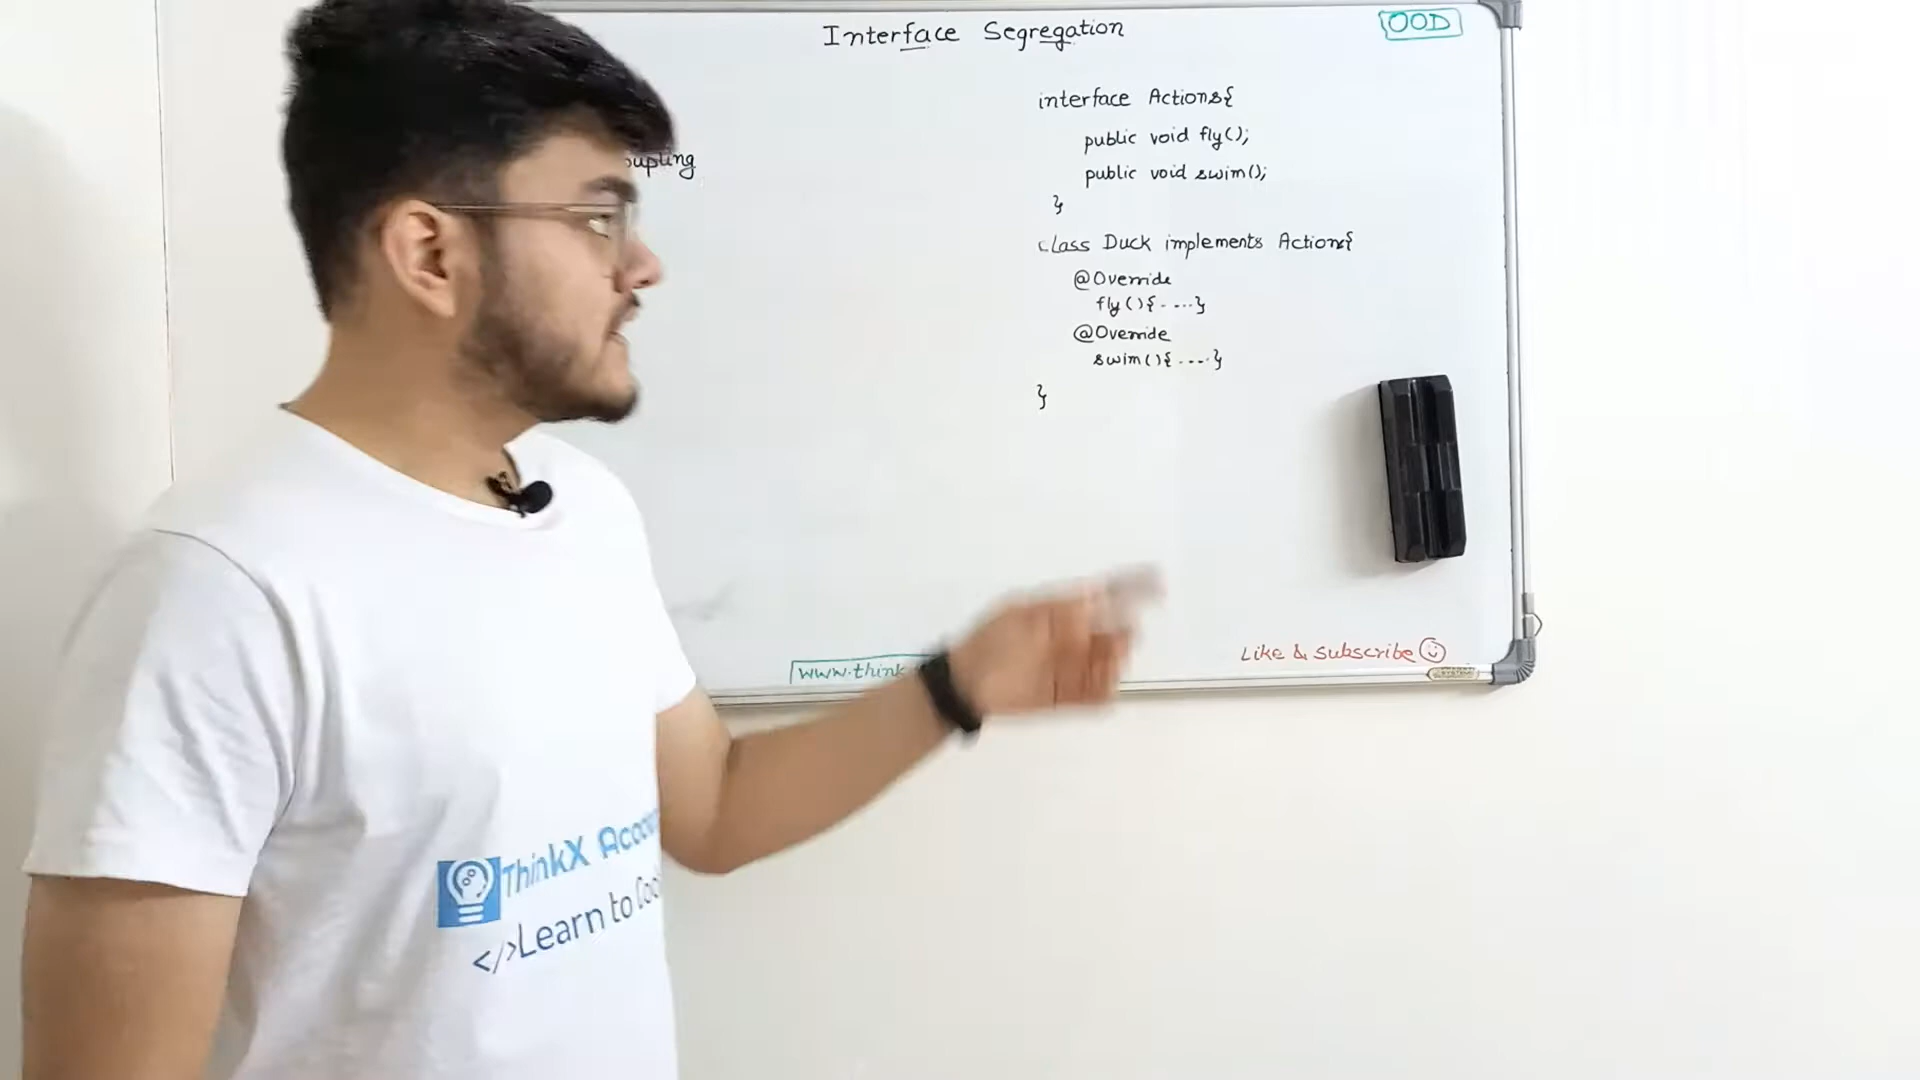 Interface Segregation
OOD
interface Actions{
public void fly();
public void swim();
}
class Duck implements Action{
@Override
fly(){- ---}
@Override
swim(){ ----}
}
Like & Subscribe
ThinkX
</>Learn to